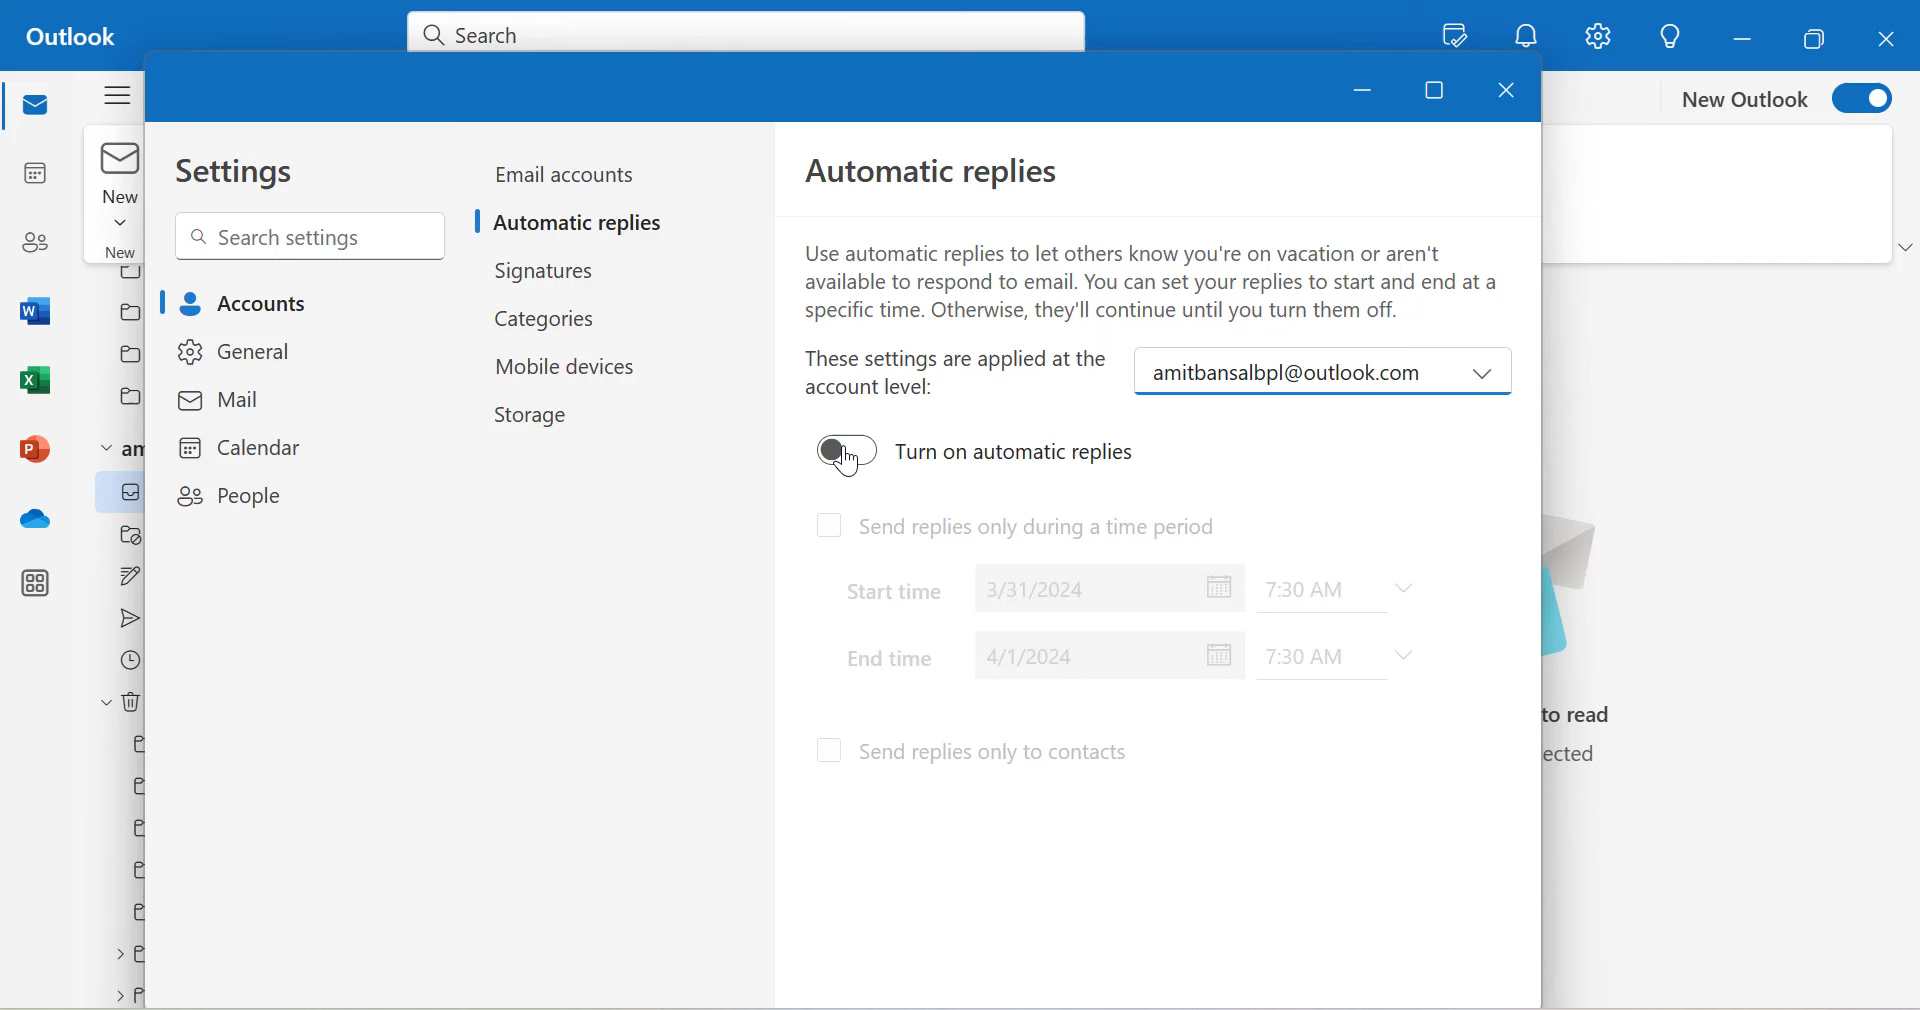 Outlook
Search
New Outlook
New
New
Settings
Search settings
Accounts
General
Mail
Calendar
People
Email accounts
Automatic replies
Signatures
Categories
Mobile devices
Storage
Automatic replies
Use automatic replies to let others know you're on vacation or aren't
available to respond to email. You can set your replies to start and end at a
specific time. Otherwise, they'll continue until you turn them off.
These settings are applied at the
account level:
amitbansalbpl@outlook.com
Turn on automatic replies
Send replies only during a time period
Start time 3/31/2024 7:30 AM
End time 4/1/2024 7:30 AM
Send replies only to contacts
am
to read
ected
W
X
P